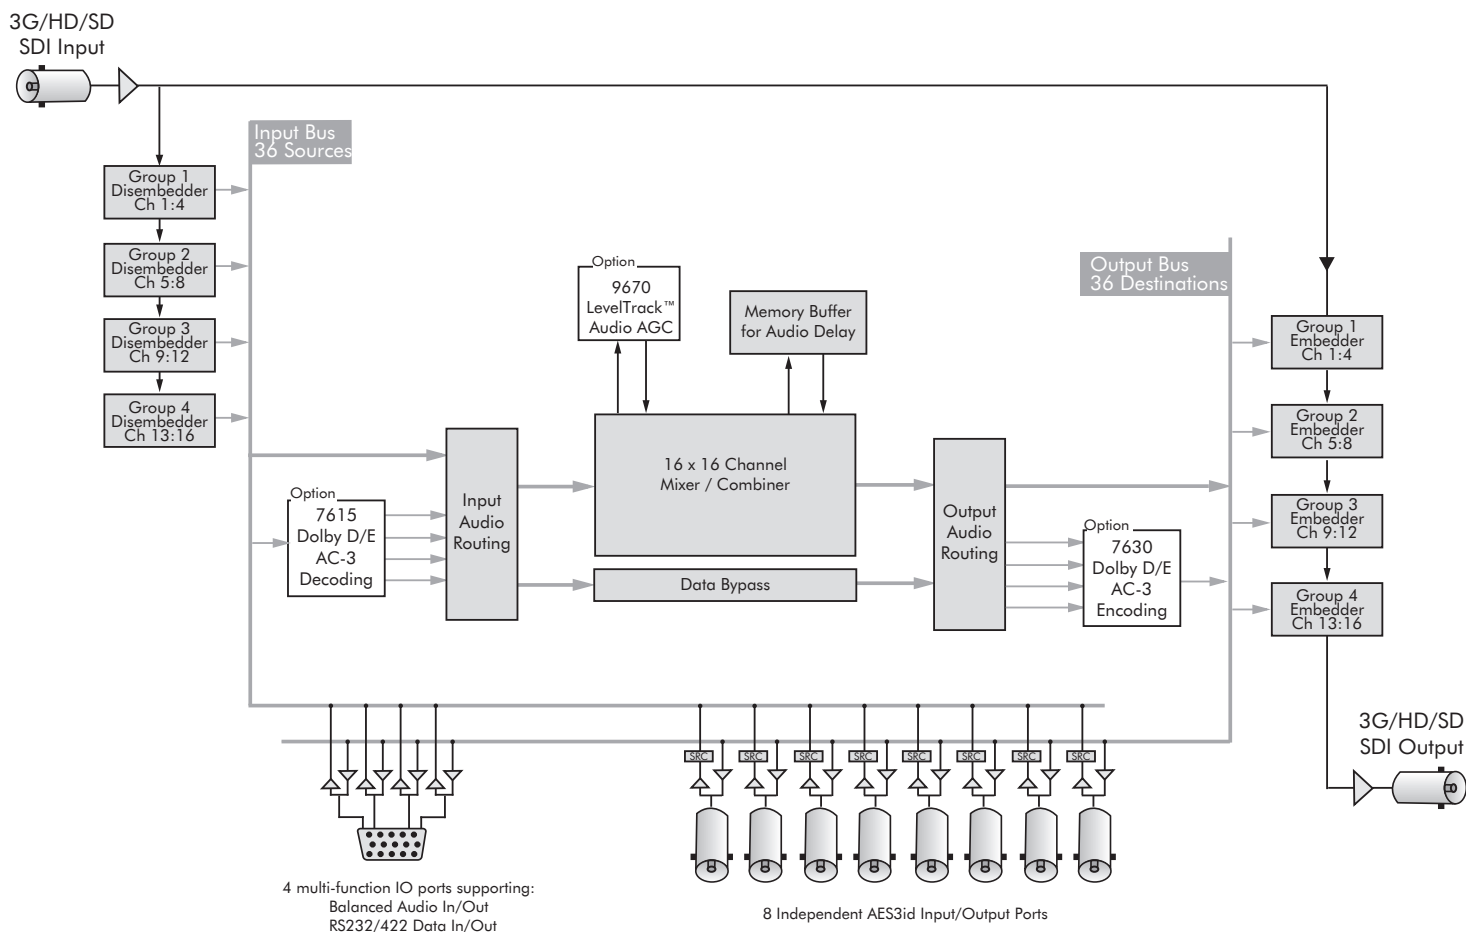 3G/HD/SD
SDI Input
Input Bus
36 Sources
Group 1
Disembedder
Ch 1:4
Group 2
Disembedder
Ch 5:8
Group 3
Disembedder
Ch 9:12
Group 4
Disembedder
Ch 13:16
Option
9670
LevelTrack™
Audio AGC
Memory Buffer
for Audio Delay
Output Bus
36 Destinations
Group 1
Embedder
Ch 1:4
Group 2
Embedder
Ch 5:8
Group 3
Embedder
Ch 9:12
Group 4
Embedder
Ch 13:16
Option
7615
Dolby D/E
AC-3
Decoding
Input
Audio
Routing
16 x 16 Channel
Mixer / Combiner
Data Bypass
Output
Audio
Routing
Option
7630
Dolby D/E
AC-3
Encoding
3G/HD/SD
SDI Output
SRC SRC SRC SRC SRC SRC SRC SRC
4 multi-function IO ports supporting:
Balanced Audio In/Out
RS232/422 Data In/Out
8 Independent AES3id Input/Output Ports